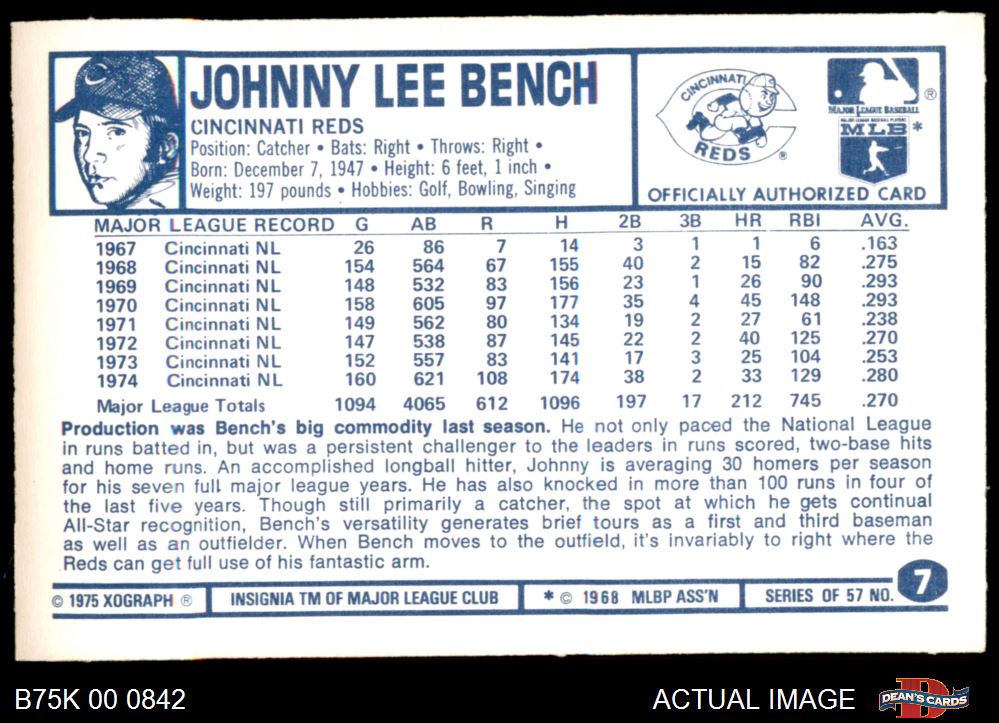 JOHNNY LEE BENCH
CINCINNATI REDS
Position: Catcher • Bats: Right • Throws: Right •
Born: December 7, 1947 • Height: 6 feet, 1 inch •
Weight: 197 pounds • Hobbies: Golf, Bowling, Singing
CINCINNATI
REDS ®
® MAJOR LEAGUE BASEBALL
MAJOR LEAGUE BASEBALL PLAYERS
MLB *
OFFICIALLY AUTHORIZED CARD
MAJOR LEAGUE RECORD G AB R H 2B 3B HR RBI AVG.
1967 Cincinnati NL 26 86 7 14 3 1 1 6 .163
1968 Cincinnati NL 154 564 67 155 40 2 15 82 .275
1969 Cincinnati NL 148 532 83 156 23 1 26 90 .293
1970 Cincinnati NL 158 605 97 177 35 4 45 148 .293
1971 Cincinnati NL 149 562 80 134 19 2 27 61 .238
1972 Cincinnati NL 147 538 87 145 22 2 40 125 .270
1973 Cincinnati NL 152 557 83 141 17 3 25 104 .253
1974 Cincinnati NL 160 621 108 174 38 2 33 129 .280
Major League Totals 1094 4065 612 1096 197 17 212 745 .270
Production was Bench's big commodity last season. He not only paced the National League
in runs batted in, but was a persistent challenger to the leaders in runs scored, two-base hits
and home runs. An accomplished longball hitter, Johnny is averaging 30 homers per season
for his seven full major league years. He has also knocked in more than 100 runs in four of
the last five years. Though still primarily a catcher, the spot at which he gets continual
All-Star recognition, Bench's versatility generates brief tours as a first and third baseman
as well as an outfielder. When Bench moves to the outfield, it's invariably to right where the
Reds can get full use of his fantastic arm.
© 1975 XOGRAPH ® INSIGNIA TM OF MAJOR LEAGUE CLUB * © 1968 MLBP ASS'N SERIES OF 57 NO. 7
B75K 00 0842 ACTUAL IMAGE DEAN'S CARDS